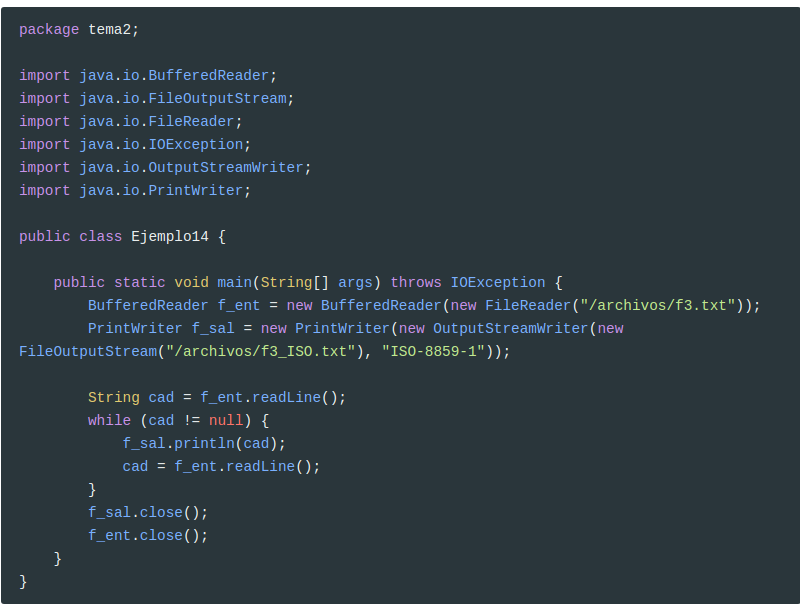 package tema2;
import java.io.BufferedReader;
import java.io.FileOutputStream;
import java.io.FileReader;
import java.io.IOException;
import java.io.OutputStreamWriter;
import java.io.PrintWriter;
public class Ejemplo14 {
    public static void main(String[] args) throws IOException {
        BufferedReader f_ent = new BufferedReader(new FileReader("/archivos/f3.txt"));
        PrintWriter f_sal = new PrintWriter(new OutputStreamWriter(new
FileOutputStream("/archivos/f3_ISO.txt"), "ISO-8859-1"));
        String cad = f_ent.readLine();
        while (cad != null) {
            f_sal.println(cad);
            cad = f_ent.readLine();
        }
        f_sal.close();
        f_ent.close();
    }
}